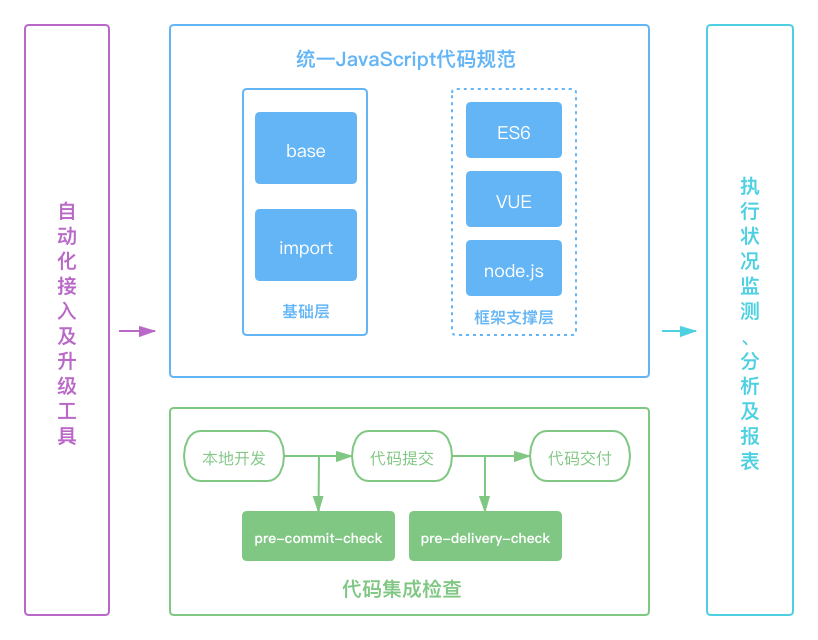 自动化接入及升级工具
统一JavaScript代码规范
base
import
基础层
ES6
VUE
node.js
框架支撑层
本地开发
代码提交
代码交付
pre-commit-check
pre-delivery-check
代码集成检查
执行状况监测、分析及报表